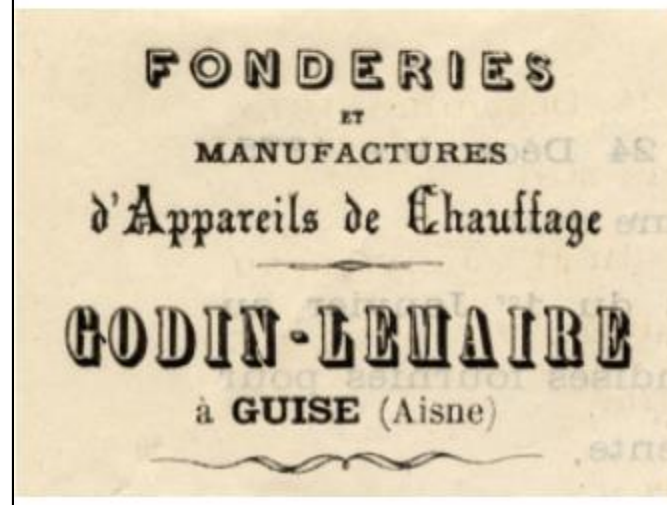 FONDERIES
ET
MANUFACTURES
d'Appareils de Chauffage
GODIN-LEMAIRE
à GUISE (Aisne)